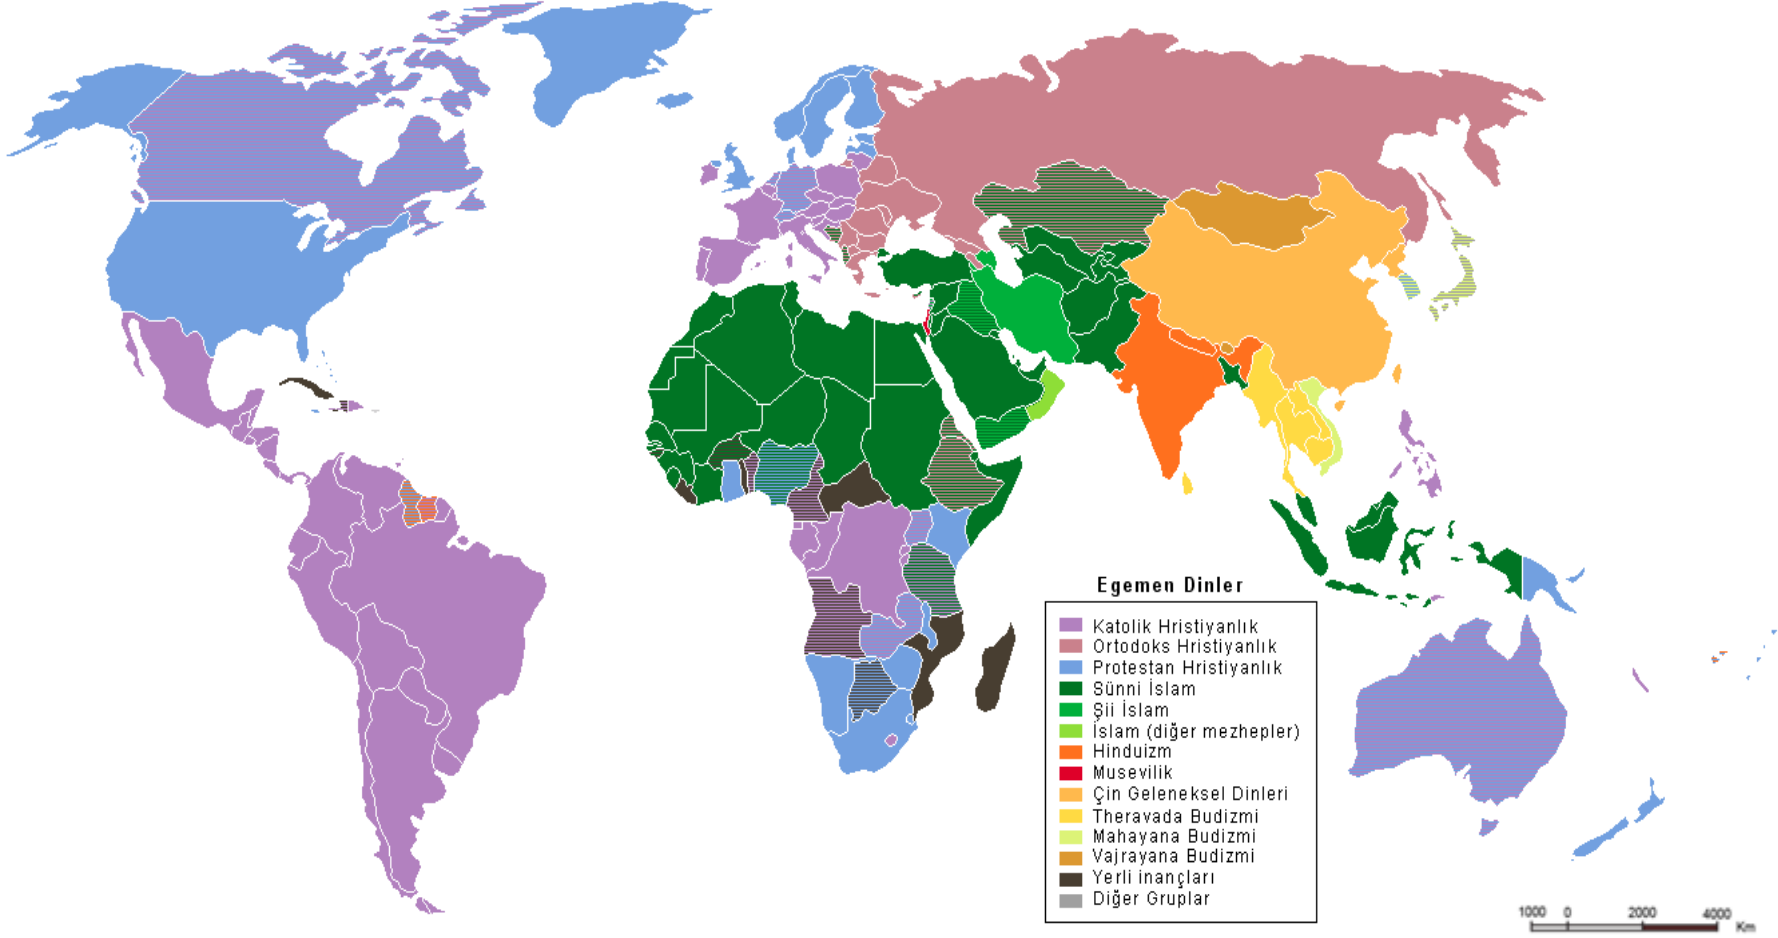 Egemen Dinler
Katolik Hristiyanlık
Ortodoks Hristiyanlık
Protestan Hristiyanlık
Sünni İslam
Şii İslam
İslam (diğer mezhepler)
Hinduizm
Musevilik
Çin Geleneksel Dinleri
Theravada Budizmi
Mahayana Budizmi
Vajrayana Budizmi
Yerli inançları
Diğer Gruplar
1000 0 2000 4000
Km